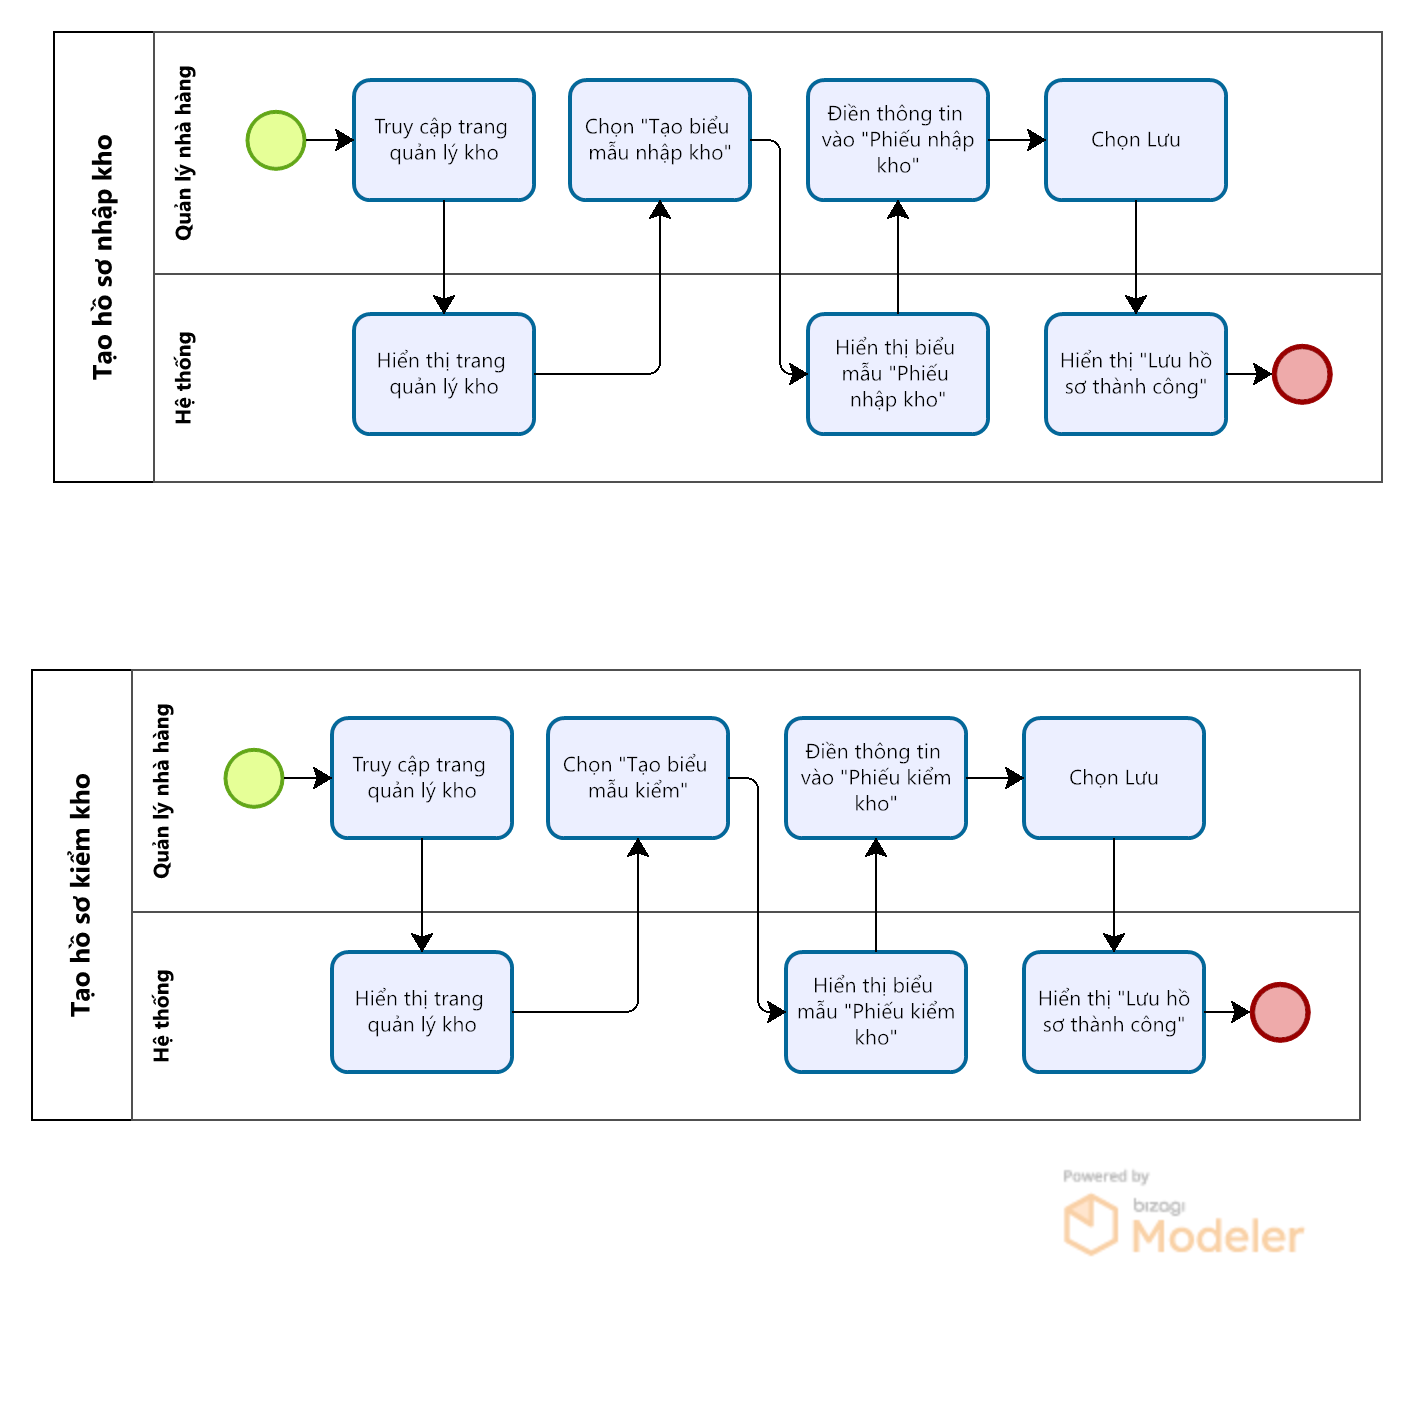 Tạo hồ sơ nhập kho
Quản lý nhà hàng
Truy cập trang
quản lý kho
Chọn "Tạo biểu
mẫu nhập kho"
Điền thông tin
vào "Phiếu nhập
kho"
Chọn Lưu
Hệ thống
Hiển thị trang
quản lý kho
Hiển thị biểu
mẫu "Phiếu
nhập kho"
Hiển thị "Lưu hồ
sơ thành công"
Tạo hồ sơ kiểm kho
Quản lý nhà hàng
Truy cập trang
quản lý kho
Chọn "Tạo biểu
mẫu kiểm"
Điền thông tin
vào "Phiếu kiểm
kho"
Chọn Lưu
Hệ thống
Hiển thị trang
quản lý kho
Hiển thị biểu
mẫu "Phiếu kiểm
kho"
Hiển thị "Lưu hồ
sơ thành công"
Powered by
bizagi
Modeler